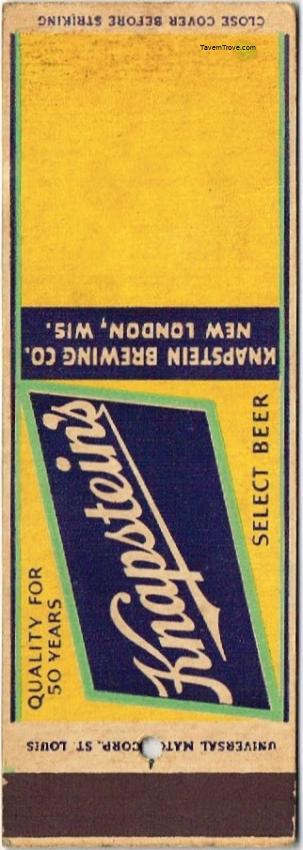 CLOSE COVER BEFORE STRIKING
TavernTrove.com
KNAPSTEIN BREWING CO.
NEW LONDON, WIS.
Knapstein's
SELECT BEER
QUALITY FOR
50 YEARS
UNIVERSAL MATCH CORP., ST. LOUIS